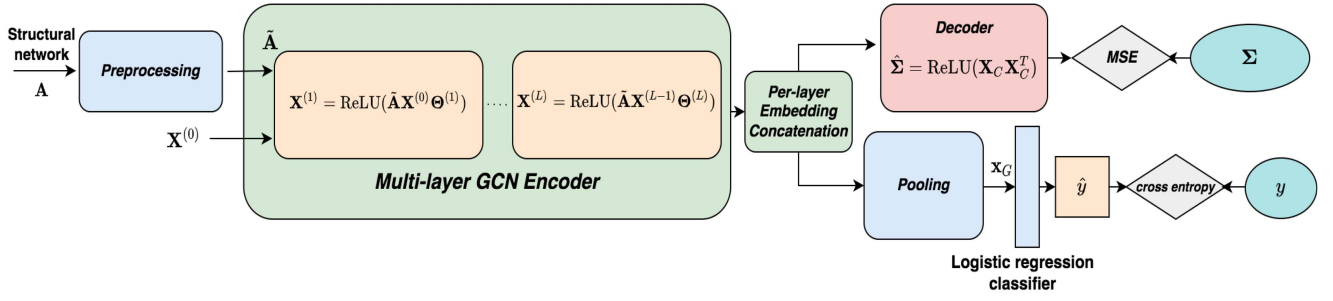 Structural
network
A
Preprocessing
Ã
X^(0)
X^(1) = ReLU(ÃX^(0)Θ^(1))
....
X^(L) = ReLU(ÃX^(L-1)Θ^(L))
Multi-layer GCN Encoder
Per-layer
Embedding
Concatenation
Decoder
Σ̂ = ReLU(X_C X_C^T)
MSE
Σ
Pooling
x_G
ŷ
cross entropy
y
Logistic regression
classifier